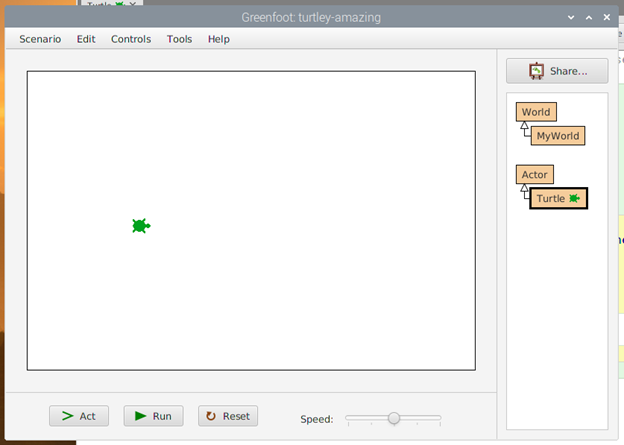 Turtle
Greenfoot: turtley-amazing
Scenario Edit Controls Tools Help
Share...
World
MyWorld
Actor
Turtle
Act Run Reset Speed: